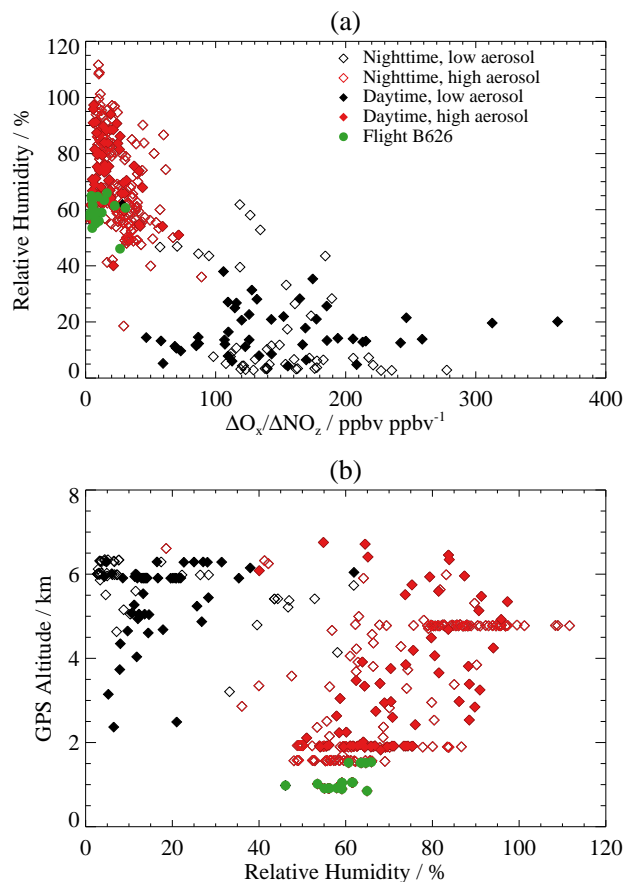 (a)
120
100
80
60
40
20
0
Relative Humidity / %
Nighttime, low aerosol
Nighttime, high aerosol
Daytime, low aerosol
Daytime, high aerosol
Flight B626
0 100 200 300 400
ΔOₓ/ΔNO_z / ppbv ppbv⁻¹
(b)
8
6
4
2
0
GPS Altitude / km
0 20 40 60 80 100 120
Relative Humidity / %